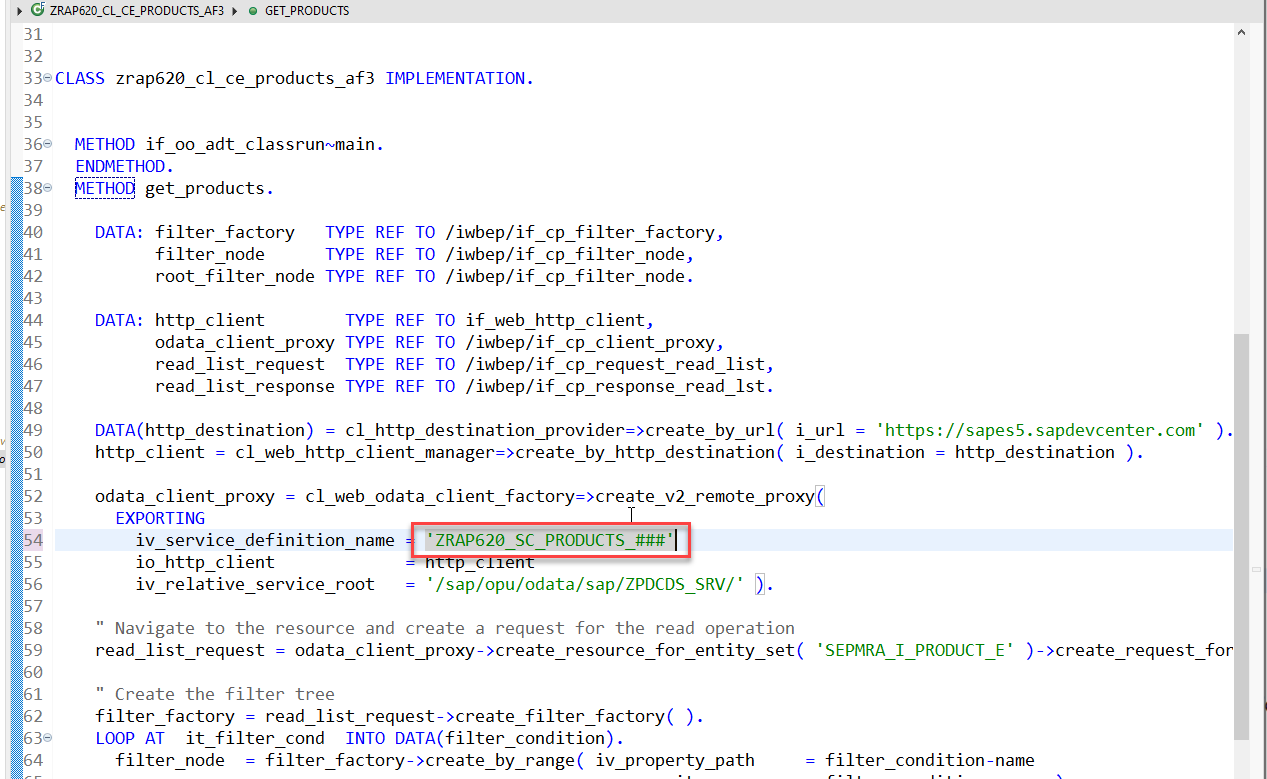 ZRAP620_CL_CE_PRODUCTS_AF3 GET_PRODUCTS
31
32
33 CLASS zrap620_cl_ce_products_af3 IMPLEMENTATION.
34
35
36 METHOD if_oo_adt_classrun~main.
37 ENDMETHOD.
38 METHOD get_products.
39
40 DATA: filter_factory TYPE REF TO /iwbep/if_cp_filter_factory,
41 filter_node TYPE REF TO /iwbep/if_cp_filter_node,
42 root_filter_node TYPE REF TO /iwbep/if_cp_filter_node.
43
44 DATA: http_client TYPE REF TO if_web_http_client,
45 odata_client_proxy TYPE REF TO /iwbep/if_cp_client_proxy,
46 read_list_request TYPE REF TO /iwbep/if_cp_request_read_list,
47 read_list_response TYPE REF TO /iwbep/if_cp_response_read_lst.
48
49 DATA(http_destination) = cl_http_destination_provider=>create_by_url( i_url = 'https://sapes5.sapdevcenter.com' ).
50 http_client = cl_web_http_client_manager=>create_by_http_destination( i_destination = http_destination ).
51
52 odata_client_proxy = cl_web_odata_client_factory=>create_v2_remote_proxy(
53 EXPORTING
54 iv_service_definition_name = 'ZRAP620_SC_PRODUCTS_###'
55 io_http_client = http_client
56 iv_relative_service_root = '/sap/opu/odata/sap/ZPDCDS_SRV/' ).
57
58 " Navigate to the resource and create a request for the read operation
59 read_list_request = odata_client_proxy->create_resource_for_entity_set( 'SEPMRA_I_PRODUCT_E' )->create_request_for
60
61 " Create the filter tree
62 filter_factory = read_list_request->create_filter_factory( ).
63 LOOP AT it_filter_cond INTO DATA(filter_condition).
64 filter_node = filter_factory->create_by_range( iv_property_path = filter_condition-name